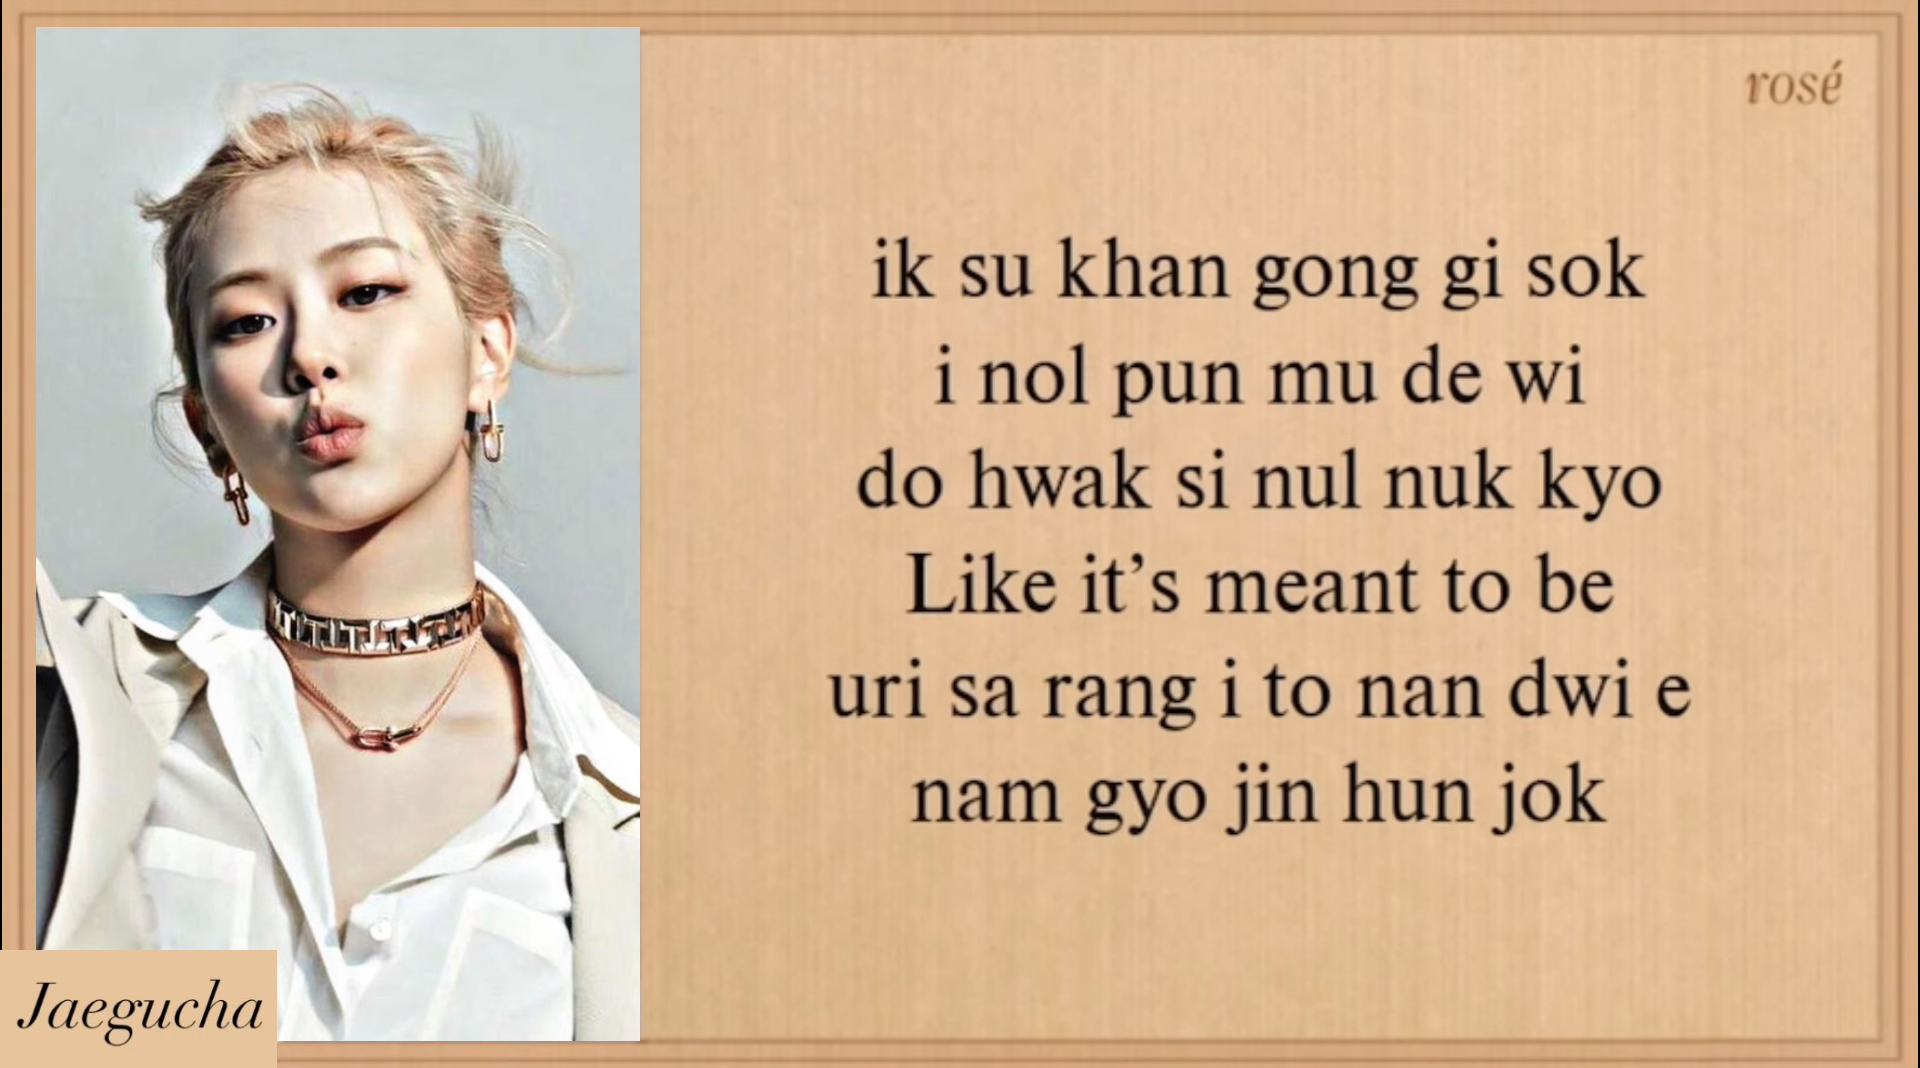 rosé
ik su khan gong gi sok
i nol pun mu de wi
do hwak si nul nuk kyo
Like it’s meant to be
uri sa rang i to nan dwi e
nam gyo jin hun jok
Jaegucha